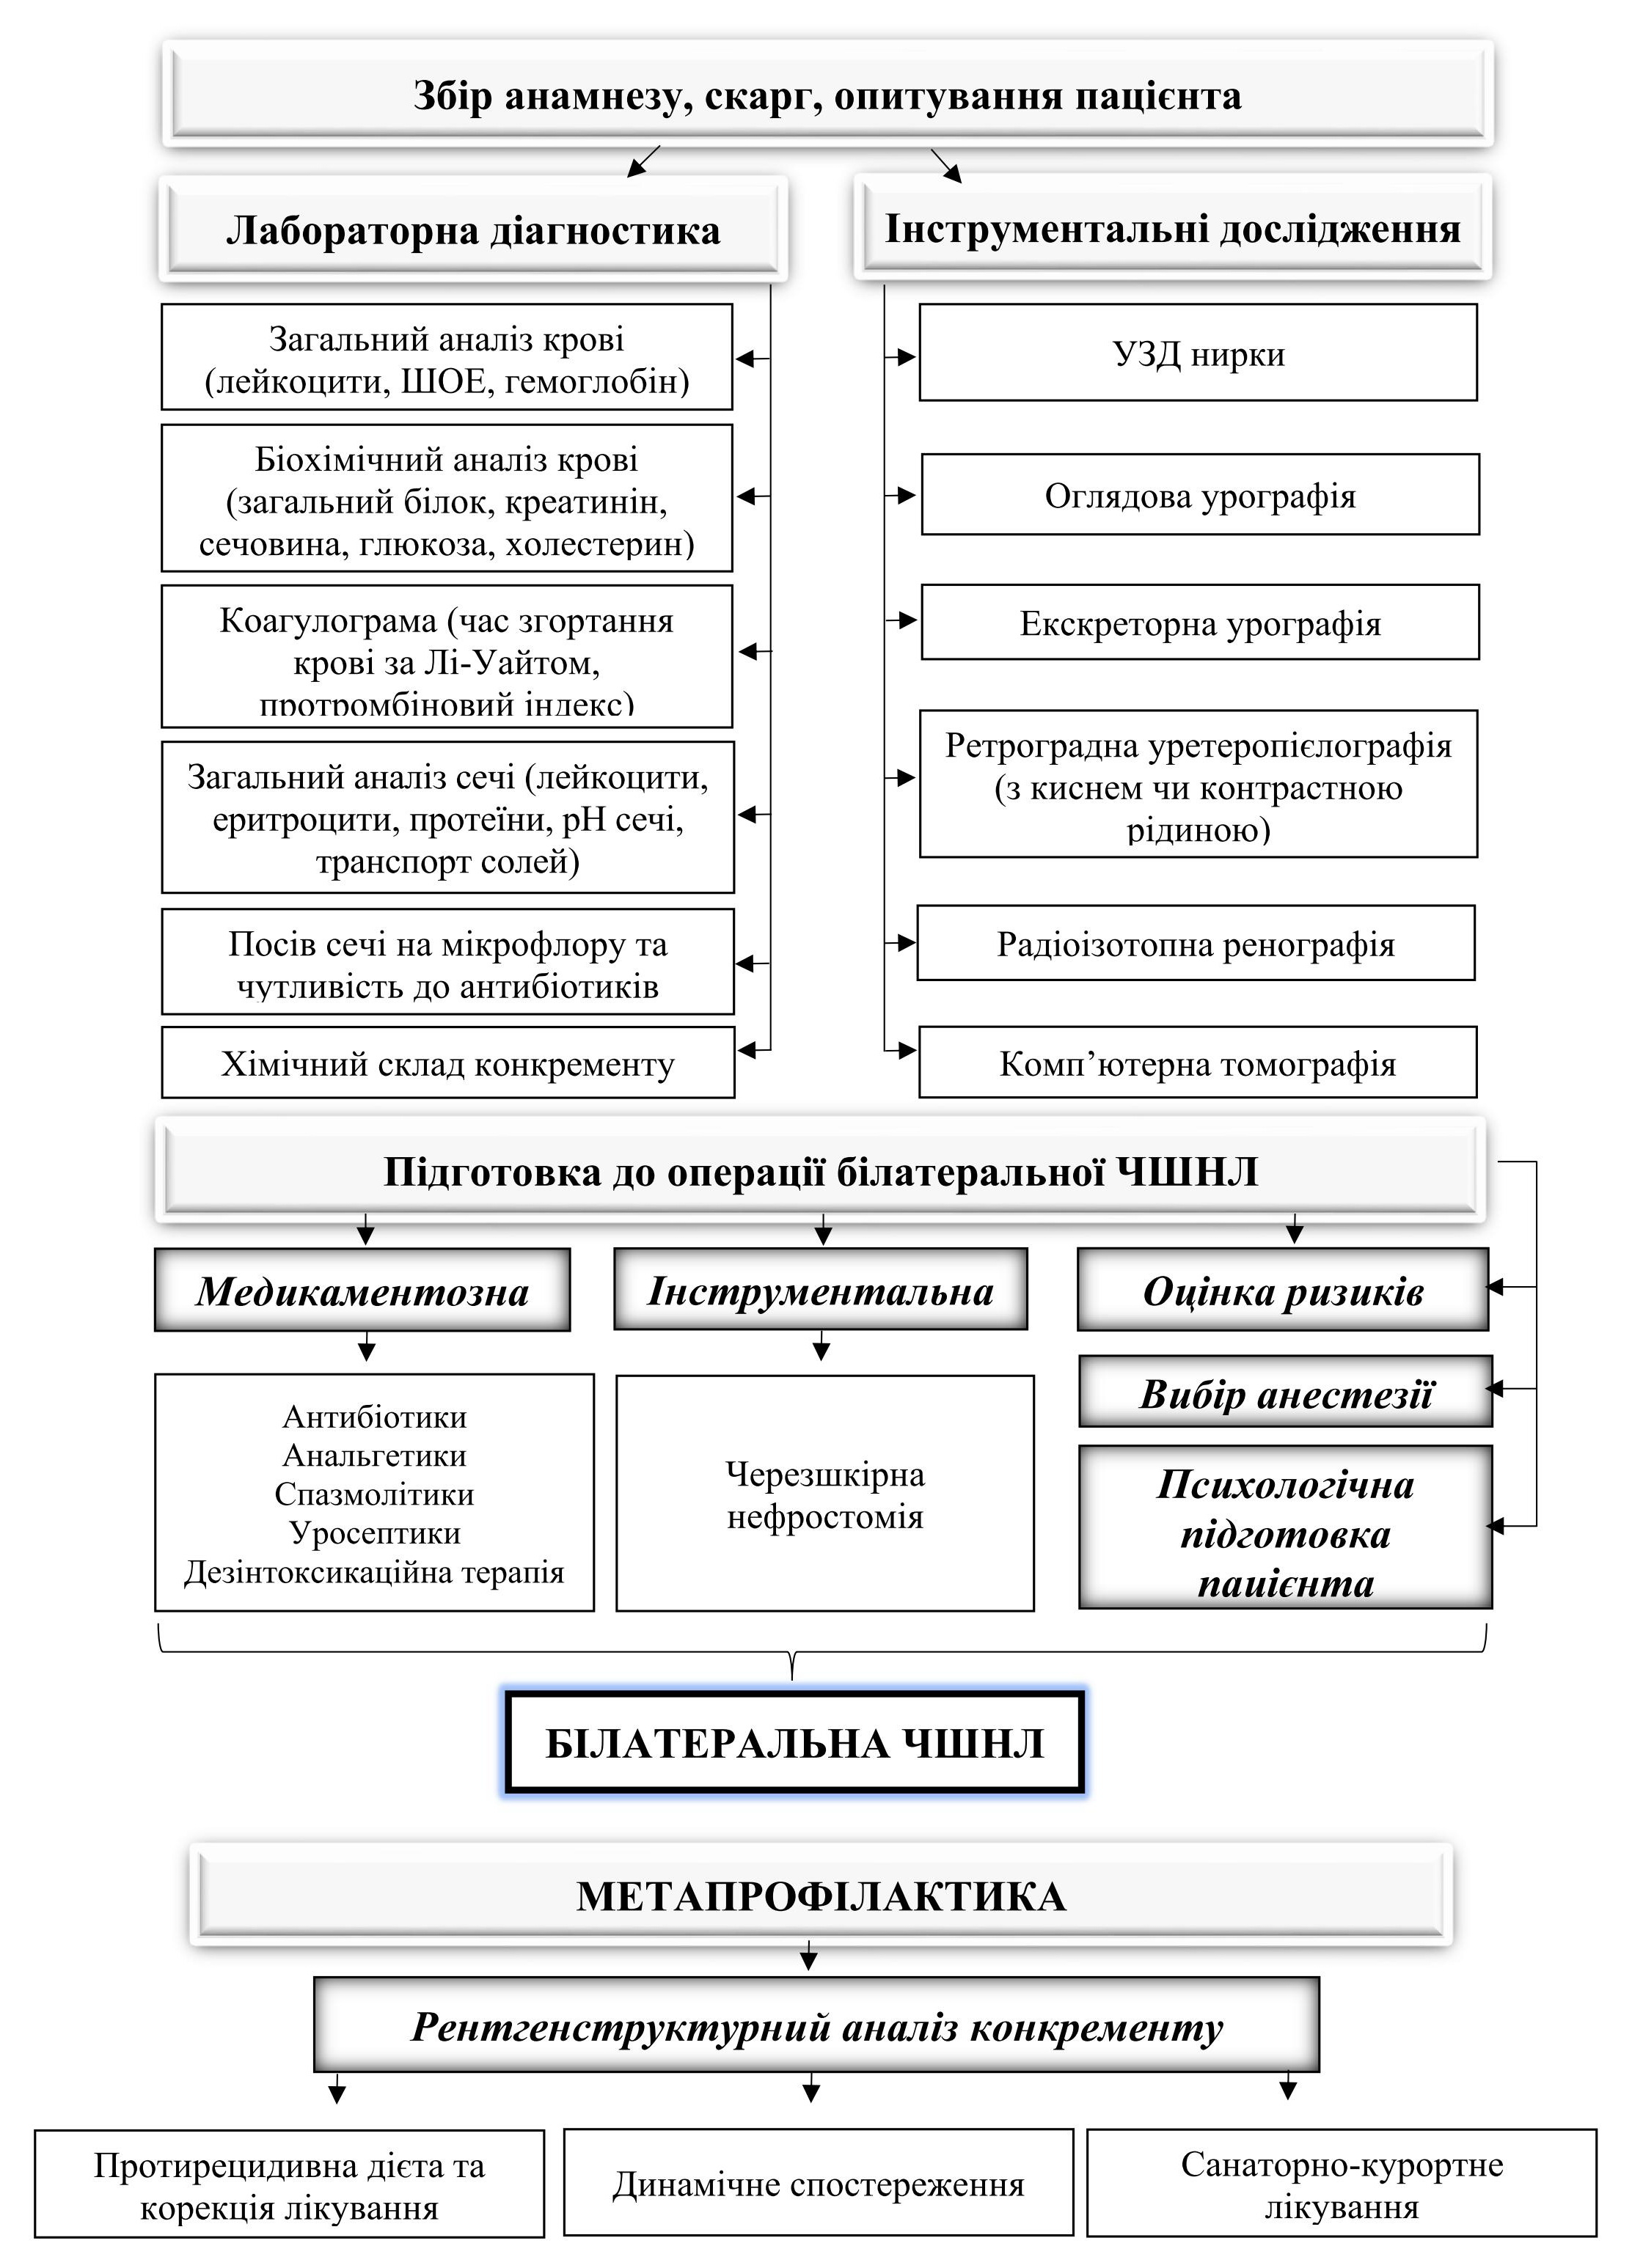 Збір анамнезу, скарг, опитування пацієнта
Лабораторна діагностика
Інструментальні дослідження
Загальний аналіз крові
(лейкоцити, ШОЕ, гемоглобін)
Біохімічний аналіз крові
(загальний білок, креатинін,
сечовина, глюкоза, холестерин)
Коагулограма (час згортання
крові за Лі-Уайтом,
протромбіновий індекс)
Загальний аналіз сечі (лейкоцити,
еритроцити, протеїни, рН сечі,
транспорт солей)
Посів сечі на мікрофлору та
чутливість до антибіотиків
Хімічний склад конкременту
УЗД нирки
Оглядова урографія
Екскреторна урографія
Ретроградна уретеропієлографія
(з киснем чи контрастною
рідиною)
Радіоізотопна ренографія
Комп’ютерна томографія
Підготовка до операції білатеральної ЧШНЛ
Медикаментозна
Інструментальна
Оцінка ризиків
Вибір анестезії
Психологічна
підготовка
пацієнта
Антибіотики
Анальгетики
Спазмолітики
Уросептики
Дезінтоксикаційна терапія
Черезшкірна
нефростомія
БІЛАТЕРАЛЬНА ЧШНЛ
МЕТАПРОФІЛАКТИКА
Рентгенструктурний аналіз конкременту
Протирецидивна дієта та
корекція лікування
Динамічне спостереження
Санаторно-курортне
лікування